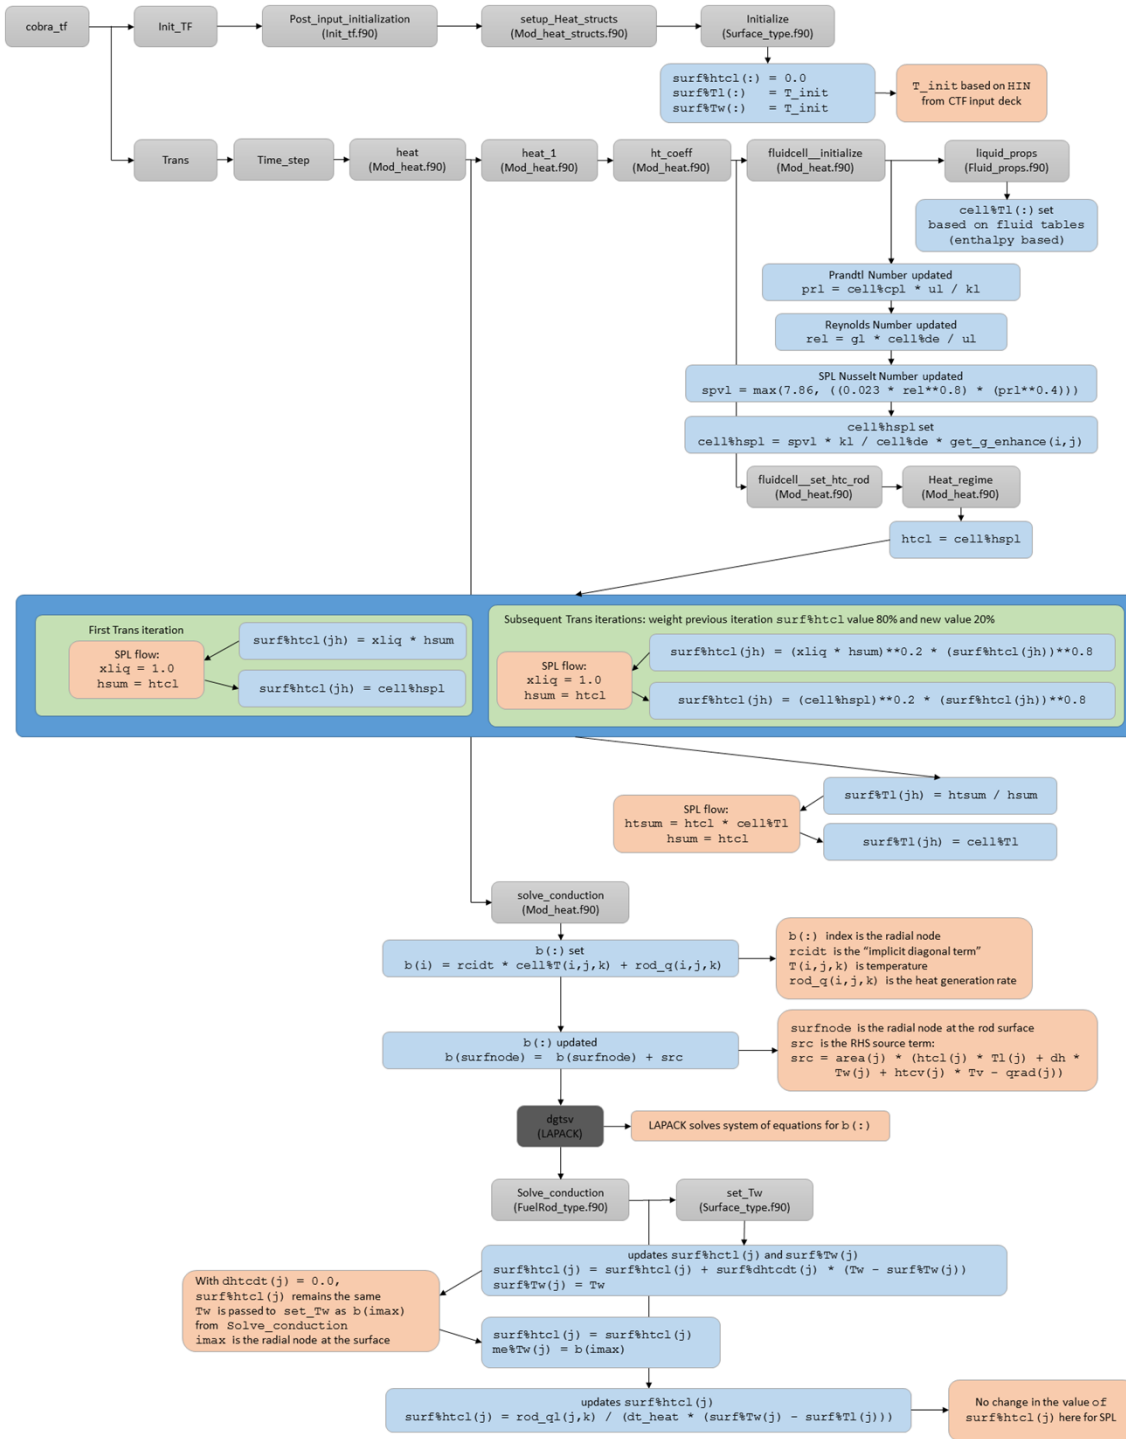 cobra_tf
Init_TF
Post_input_initialization
(Init_tf.f90)
setup_Heat_structs
(Mod_heat_structs.f90)
Initialize
(Surface_type.f90)
surf%htcl(:) = 0.0
surf%Tl(:) = T_init
surf%Tw(:) = T_init
T_init based on HIN
from CTF input deck
Trans
Time_step
heat
(Mod_heat.f90)
heat_1
(Mod_heat.f90)
ht_coeff
(Mod_heat.f90)
fluidcell__initialize
(Mod_heat.f90)
liquid_props
(Fluid_props.f90)
cell%Tl(:) set
based on fluid tables
(enthalpy based)
Prandtl Number updated
prl = cell%cpl * ul / kl
Reynolds Number updated
rel = gl * cell%de / ul
SPL Nusselt Number updated
spvl = max(7.86, ((0.023 * rel**0.8) * (prl**0.4)))
cell%hspl set
cell%hspl = spvl * kl / cell%de * get_g_enhance(i,j)
fluidcell__set_htc_rod
(Mod_heat.f90)
Heat_regime
(Mod_heat.f90)
htcl = cell%hspl
First Trans iteration
SPL flow:
xliq = 1.0
hsum = htcl
surf%htcl(jh) = xliq * hsum
surf%htcl(jh) = cell%hspl
Subsequent Trans iterations: weight previous iteration surf%htcl value 80% and new value 20%
SPL flow:
xliq = 1.0
hsum = htcl
surf%htcl(jh) = (xliq * hsum)**0.2 * (surf%htcl(jh))**0.8
surf%htcl(jh) = (cell%hspl)**0.2 * (surf%htcl(jh))**0.8
SPL flow:
htsum = htcl * cell%Tl
hsum = htcl
surf%Tl(jh) = htsum / hsum
surf%Tl(jh) = cell%Tl
solve_conduction
(Mod_heat.f90)
b(:) set
b(i) = rcidt * cell%T(i,j,k) + rod_q(i,j,k)
b(:) index is the radial node
rcidt is the “implicit diagonal term”
T(i,j,k) is temperature
rod_q(i,j,k) is the heat generation rate
b(:) updated
b(surfnode) = b(surfnode) + src
surfnode is the radial node at the rod surface
src is the RHS source term:
src = area(j) * (htcl(j) * Tl(j) + dh *
Tw(j) + htcv(j) * Tv - qrad(j))
dgtsv
(LAPACK)
LAPACK solves system of equations for b(:)
Solve_conduction
(FuelRod_type.f90)
set_Tw
(Surface_type.f90)
updates surf%hctl(j) and surf%Tw(j)
surf%htcl(j) = surf%htcl(j) + surf%dhtcdt(j) * (Tw - surf%Tw(j))
surf%Tw(j) = Tw
With dhtcdt(j) = 0.0,
surf%htcl(j) remains the same
Tw is passed to set_Tw as b(imax)
from Solve_conduction
imax is the radial node at the surface
surf%htcl(j) = surf%htcl(j)
me%Tw(j) = b(imax)
updates surf%htcl(j)
surf%htcl(j) = rod_ql(j,k) / (dt_heat * (surf%Tw(j) - surf%Tl(j)))
No change in the value of
surf%htcl(j) here for SPL